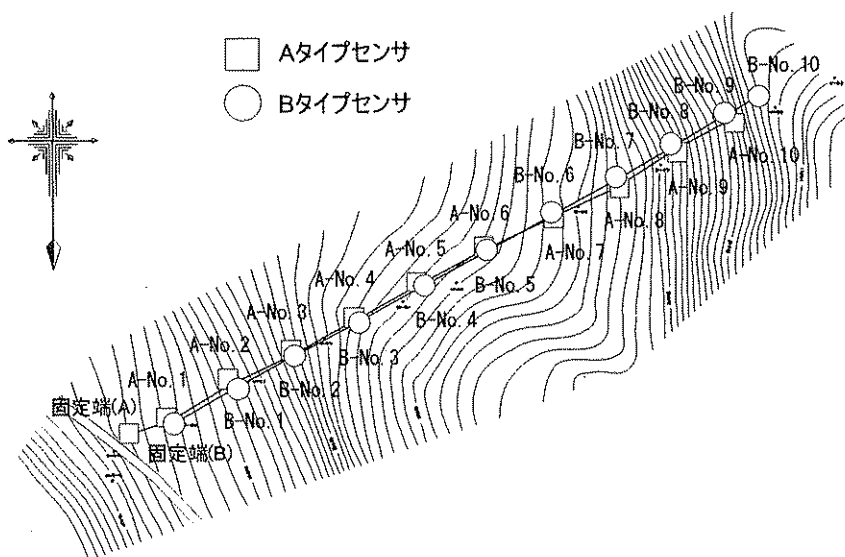 Aタイプセンサ
Bタイプセンサ
B-No. 10
B-No. 9
B-No. 8
B-No. 7
B-No. 6
A-No. 10
A-No. 9
A-No. 8
A-No. 7
A-No. 6
A-No. 5
B-No. 5
A-No. 4
B-No. 4
A-No. 3
B-No. 3
A-No. 2
B-No. 2
A-No. 1
B-No. 1
固定端(A)
固定端(B)